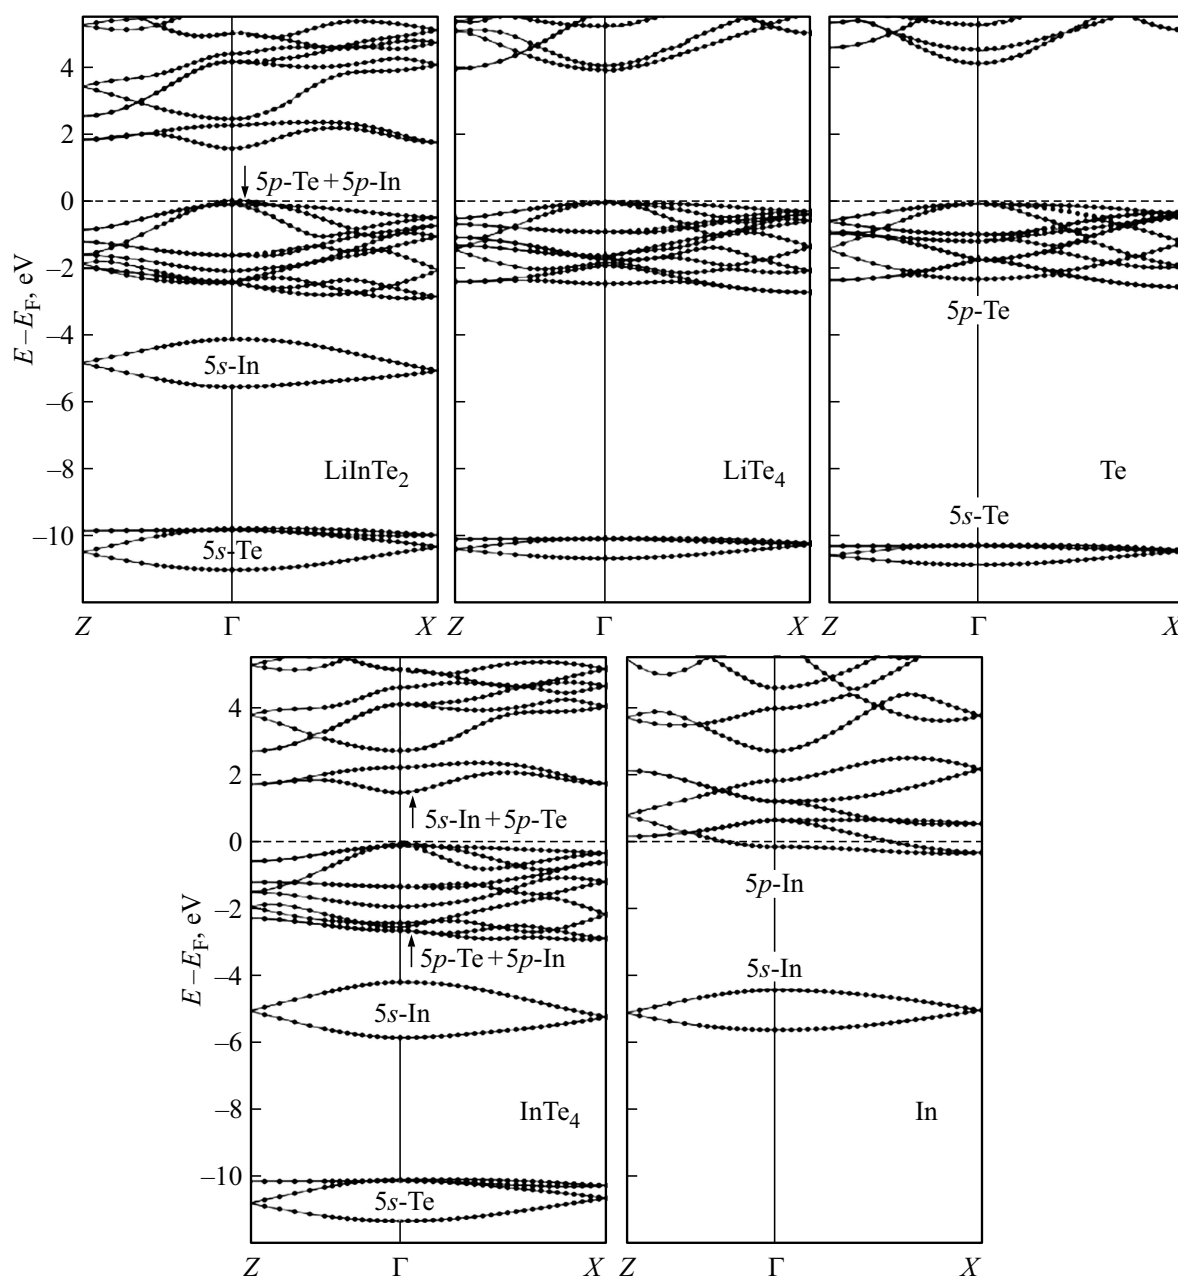 4
2
0
–2
–4
–6
–8
–10
E–E_F, eV
5p-Te + 5p-In
5s-In
LiInTe₂
5s-Te
Z Γ X
LiTe₄
Z Γ X
5p-Te
Te
5s-Te
Z Γ X
4
2
0
–2
–4
–6
–8
–10
E–E_F, eV
5s-In + 5p-Te
5p-Te + 5p-In
5s-In
InTe₄
5s-Te
Z Γ X
5p-In
5s-In
In
Z Γ X